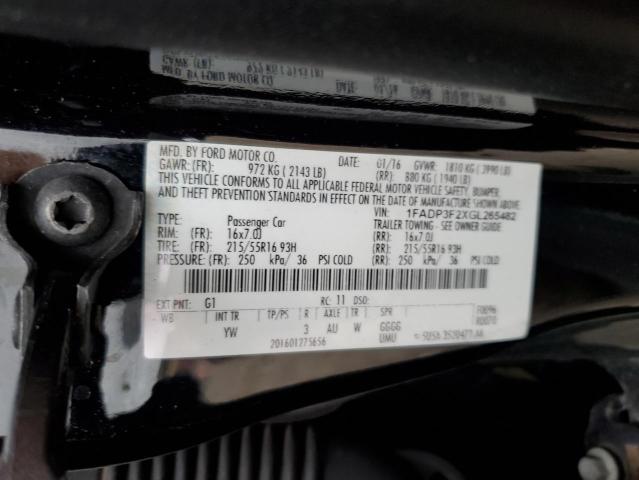 MFD. BY FORD MOTOR CO. DATE: 01/16 GVWR: 1810 KG ( 3990 LB)
GAWR: (FR): 972 KG ( 2143 LB) (RR): 880 KG ( 1940 LB)
THIS VEHICLE CONFORMS TO ALL APPLICABLE FEDERAL MOTOR VEHICLE SAFETY, BUMPER,
AND THEFT PREVENTION STANDARDS IN EFFECT ON THE DATE OF MANUFACTURE SHOWN ABOVE.
VIN: 1FADP3F2XGL265482
TYPE: Passenger Car TRAILER TOWING - SEE OWNER GUIDE
RIM: (FR) 16x7.0J (RR): 16x7.0J
TIRE: (FR) 215/55R16 93H (RR): 215/55R16 93H
PRESSURE: (FR) 250 kPa/ 36 PSI COLD (RR): 250 kPa/ 36 PSI COLD
EXT PNT: G1 RC: 11 DSO: F0896
WB INT TR TP/PS R AXLE TR SPR R0070
YW 3 AU W GGGG
UMU
201601275656